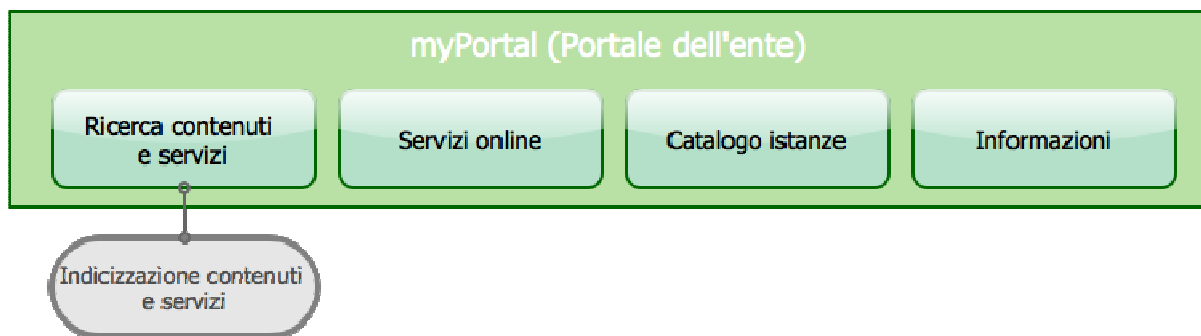 myPortal (Portale dell'ente)
Ricerca contenuti
e servizi
Servizi online
Catalogo istanze
Informazioni
Indicizzazione contenuti
e servizi